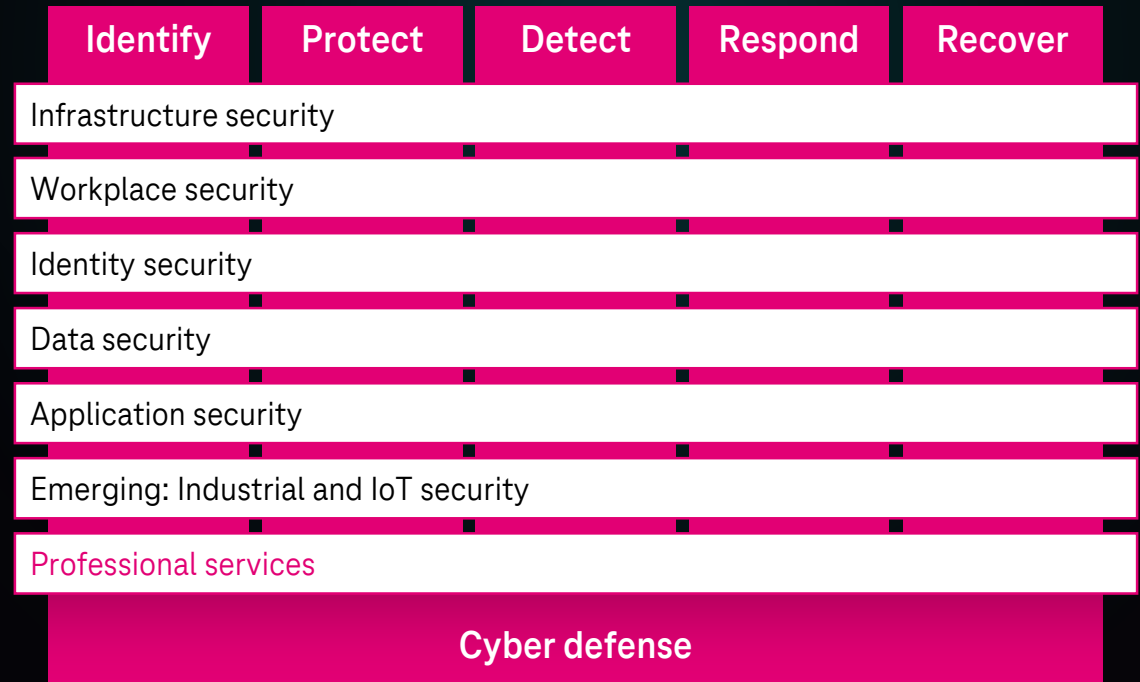 Identify Protect Detect Respond Recover
Infrastructure security
Workplace security
Identity security
Data security
Application security
Emerging: Industrial and IoT security
Professional services
Cyber defense